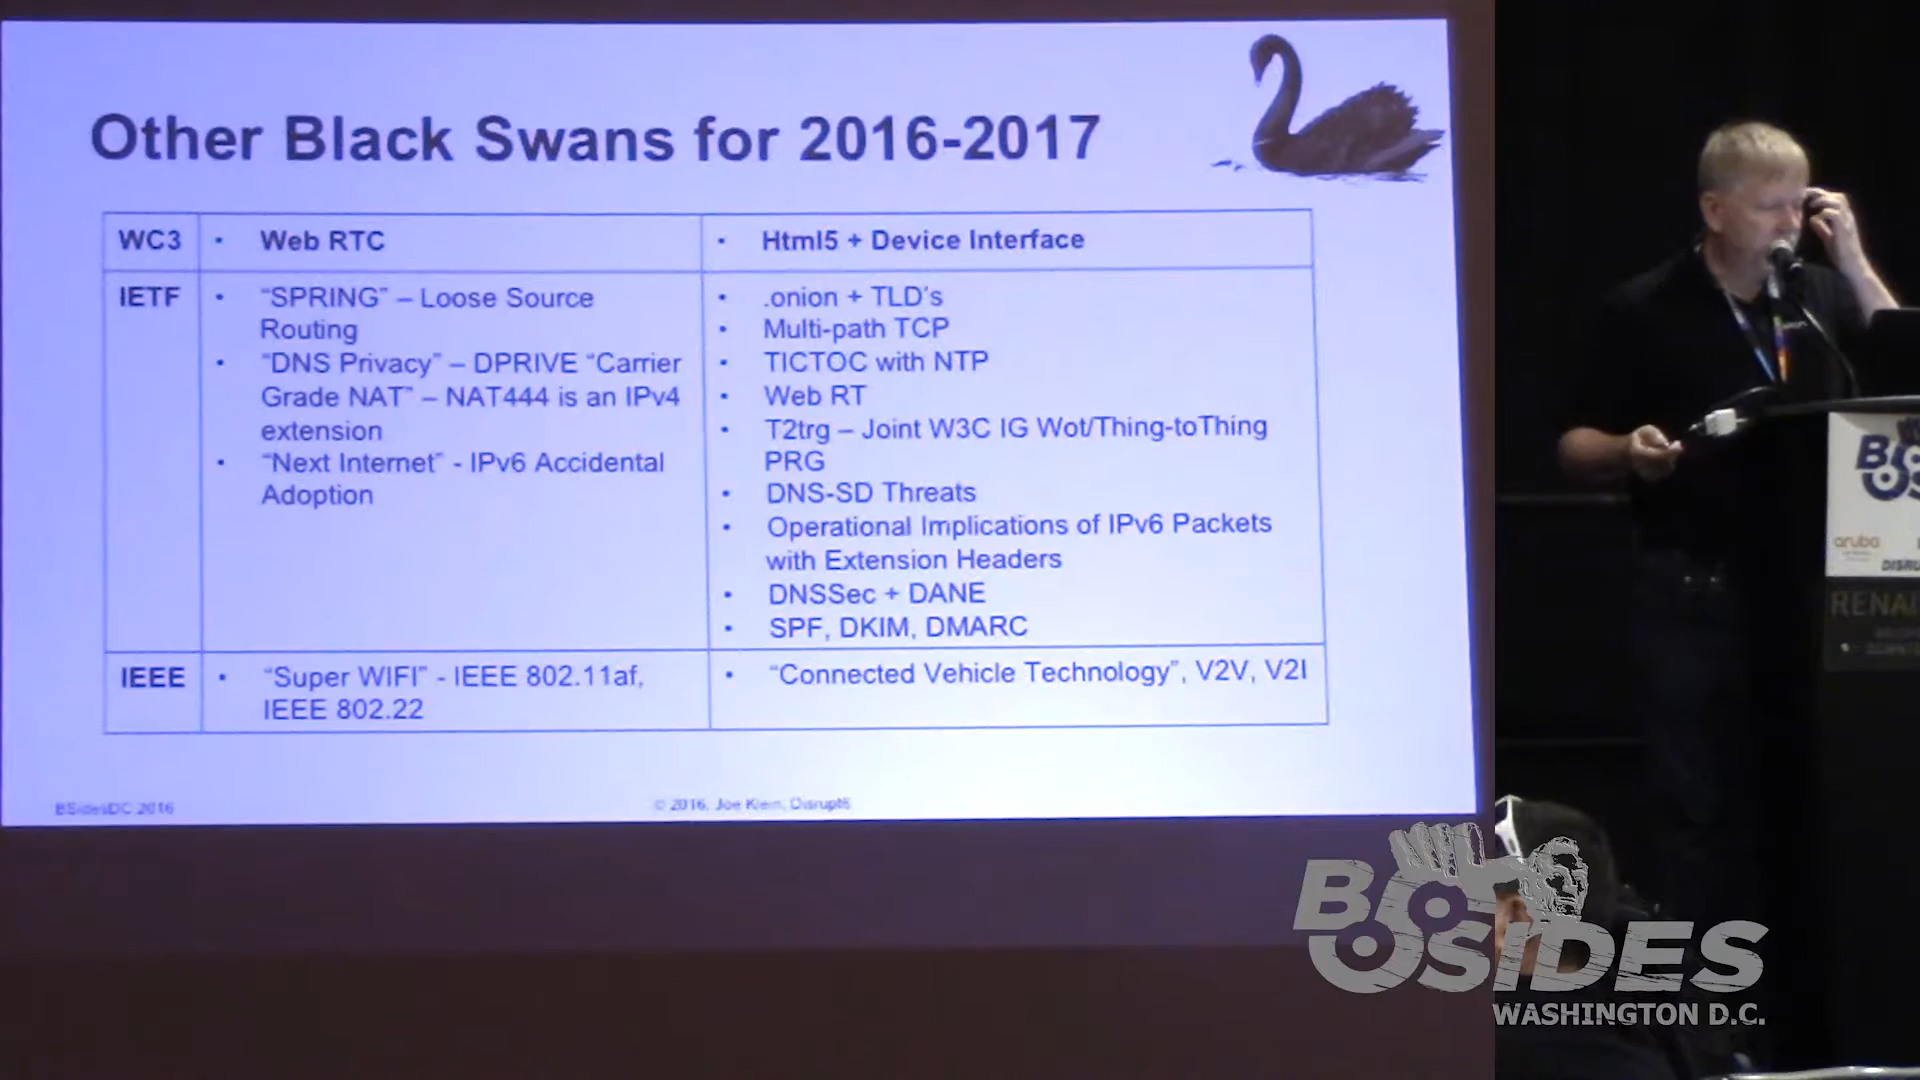 Other Black Swans for 2016-2017
WC3
• Web RTC
• Html5 + Device Interface
IETF
• “SPRING” – Loose Source
Routing
• “DNS Privacy” – DPRIVE “Carrier
Grade NAT” – NAT444 is an IPv4
extension
• “Next Internet” - IPv6 Accidental
Adoption
• .onion + TLD's
• Multi-path TCP
• TICTOC with NTP
• Web RT
• T2trg – Joint W3C IG Wot/Thing-toThing
PRG
• DNS-SD Threats
• Operational Implications of IPv6 Packets
with Extension Headers
• DNSSec + DANE
• SPF, DKIM, DMARC
IEEE
• “Super WIFI” - IEEE 802.11af,
IEEE 802.22
• “Connected Vehicle Technology”, V2V, V2I
BSidesDC 2016
© 2016, Joe Klein, Disrupt6
aruba
DISRU
RENAI
BSIDES
WASHINGTON D.C.